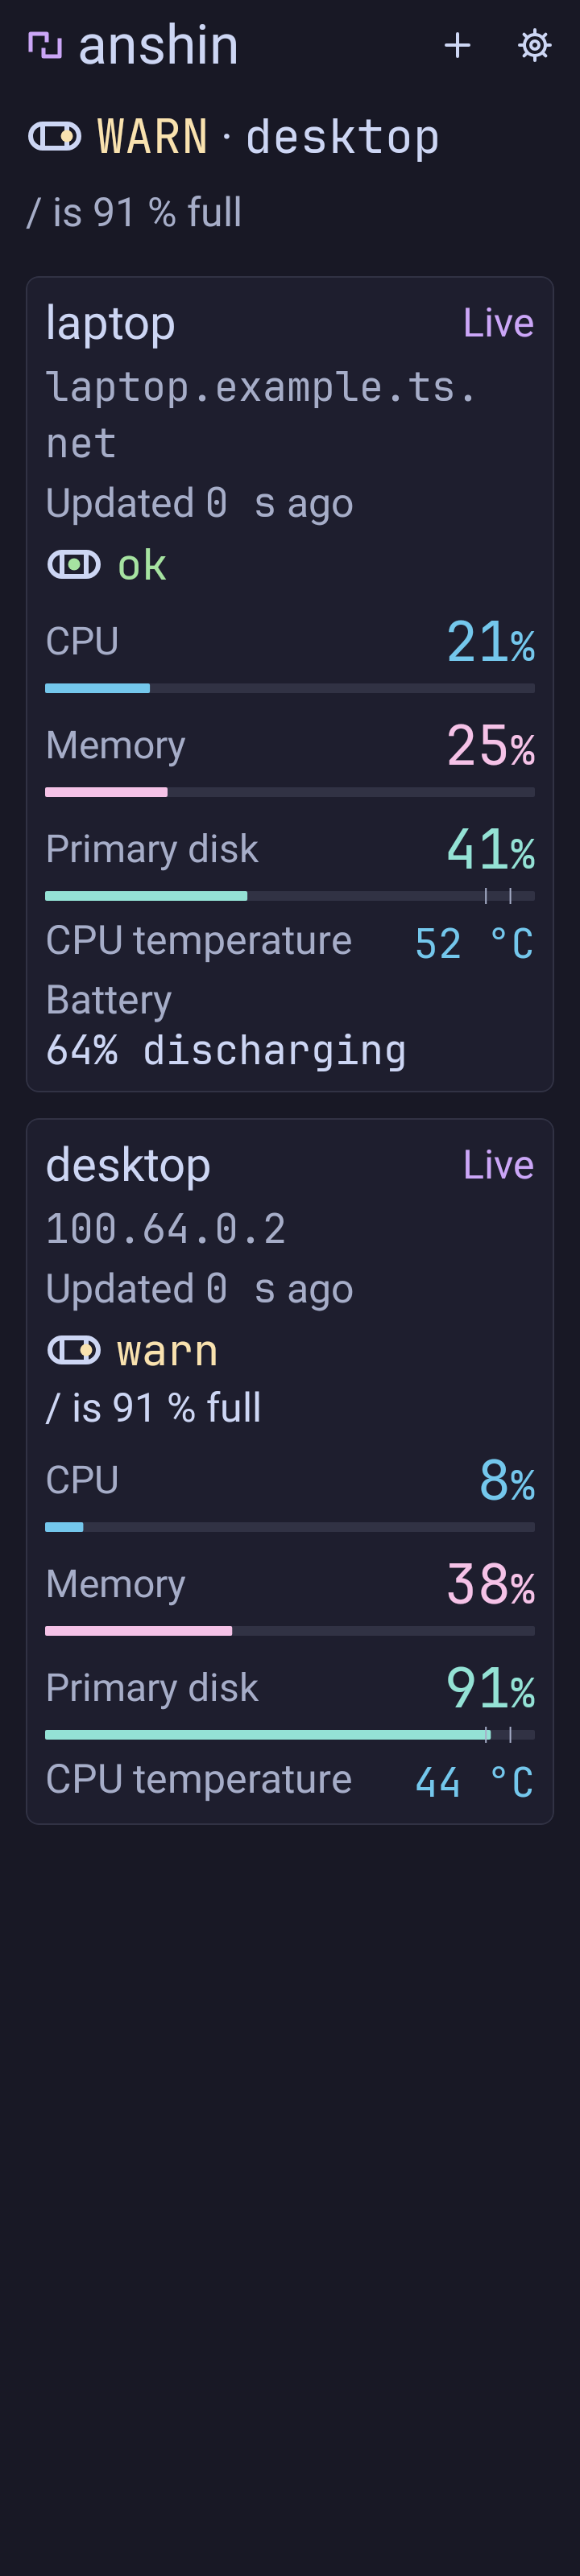 anshin
WARN · desktop
/ is 91 % full
laptop
Live
laptop.example.ts.
net
Updated 0 s ago
ok
CPU
21%
Memory
25%
Primary disk
41%
CPU temperature
52 °C
Battery
64% discharging
desktop
Live
100.64.0.2
Updated 0 s ago
warn
/ is 91 % full
CPU
8%
Memory
38%
Primary disk
91%
CPU temperature
44 °C